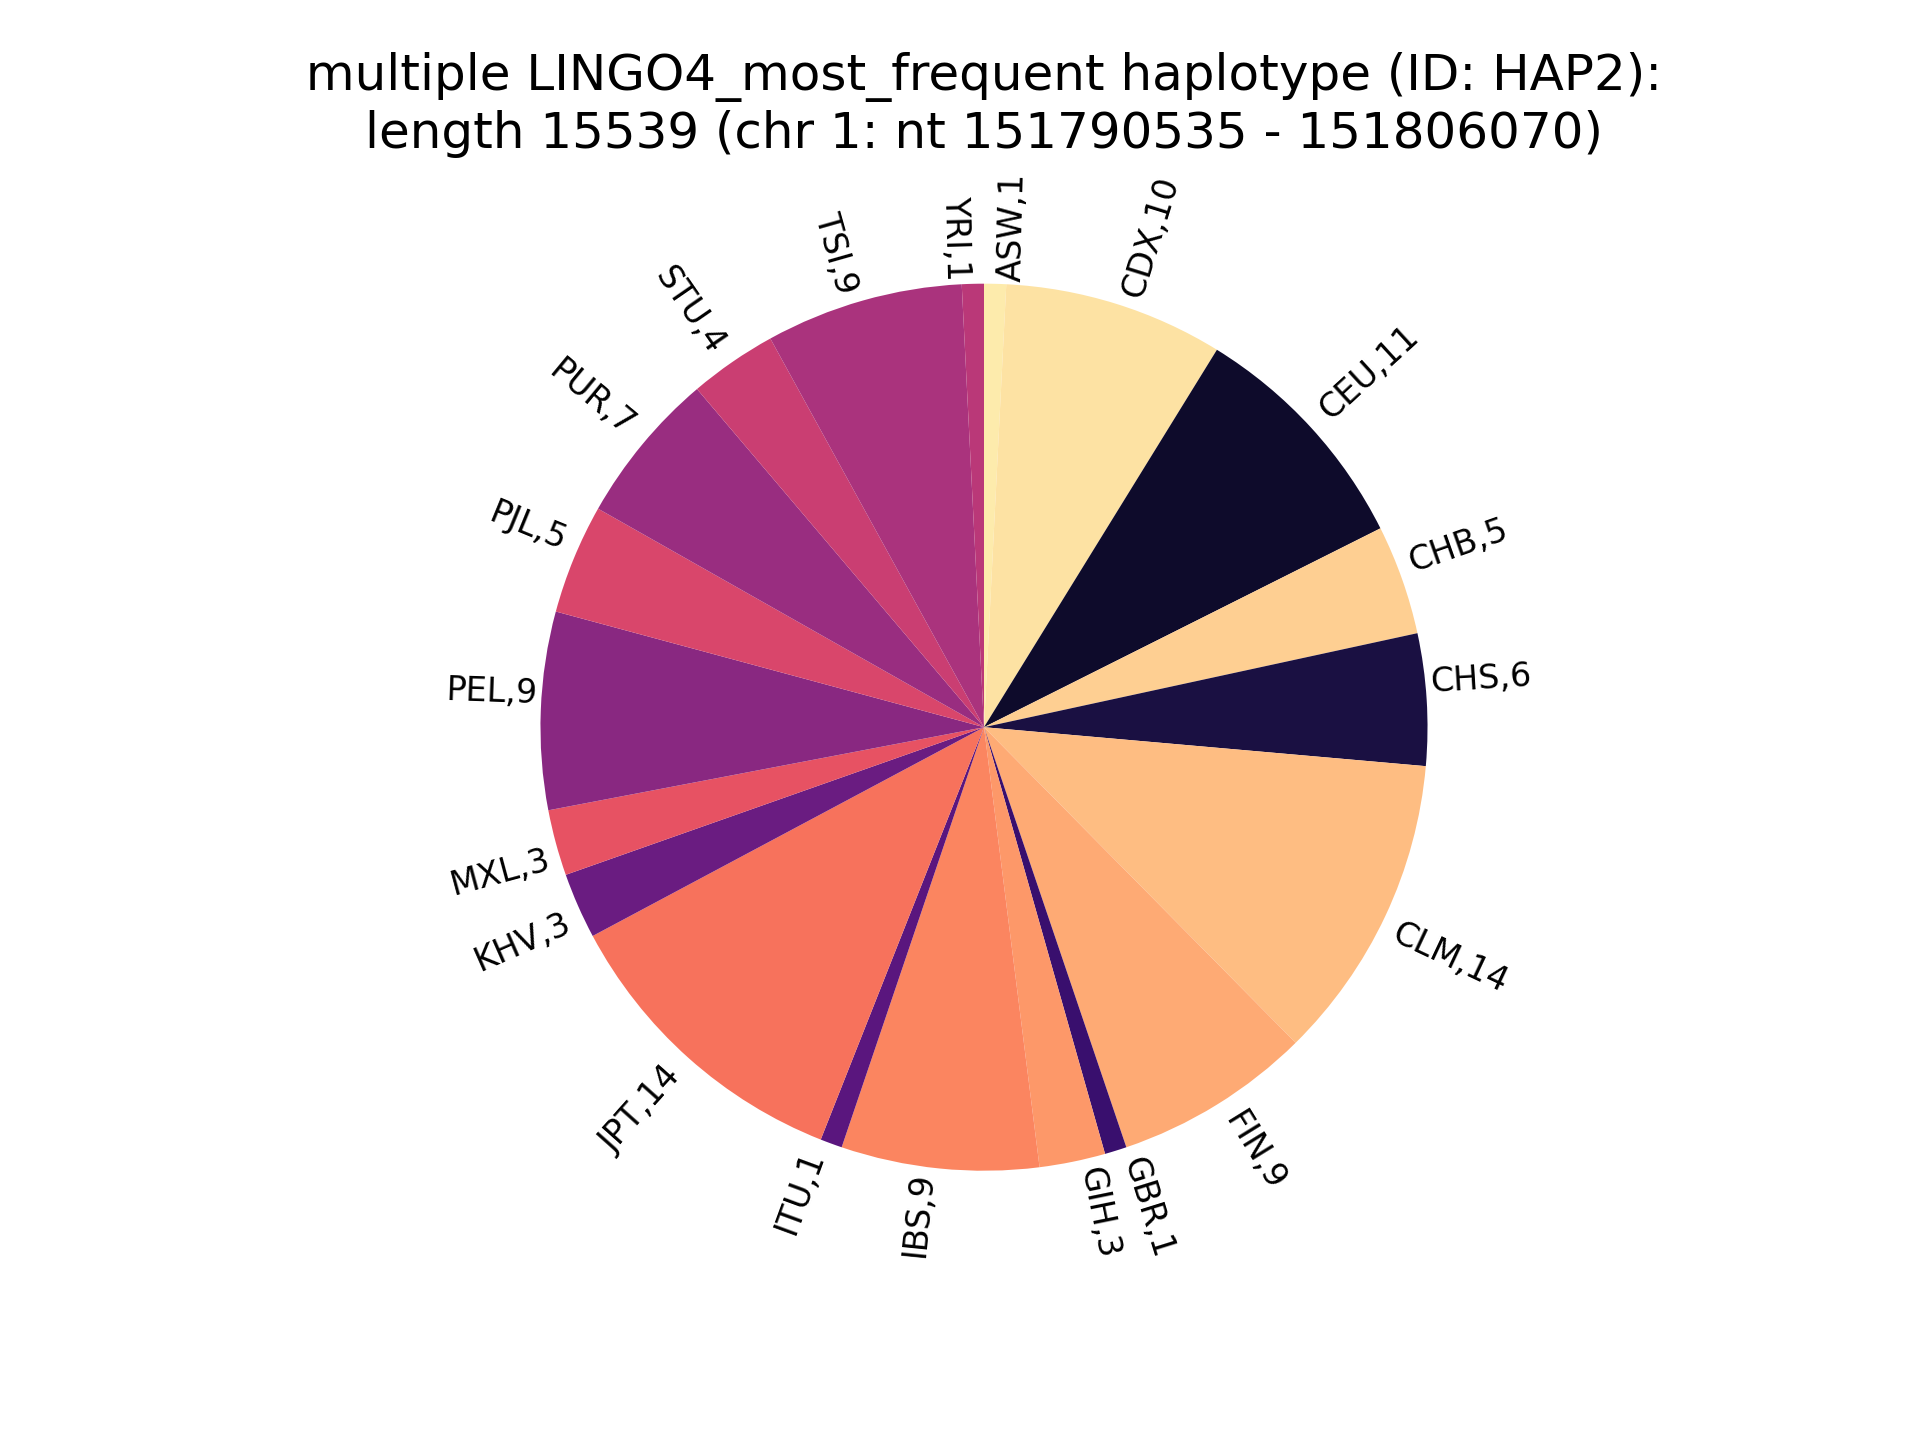 multiple LINGO4_most_frequent haplotype (ID: HAP2):
length 15539 (chr 1: nt 151790535 - 151806070)
ASW,1
CDX,10
CEU,11
CHB,5
CHS,6
CLM,14
FIN,9
GBR,1
GIH,3
IBS,9
ITU,1
JPT,14
KHV,3
MXL,3
PEL,9
PJL,5
PUR,7
STU,4
TSI,9
YRI,1